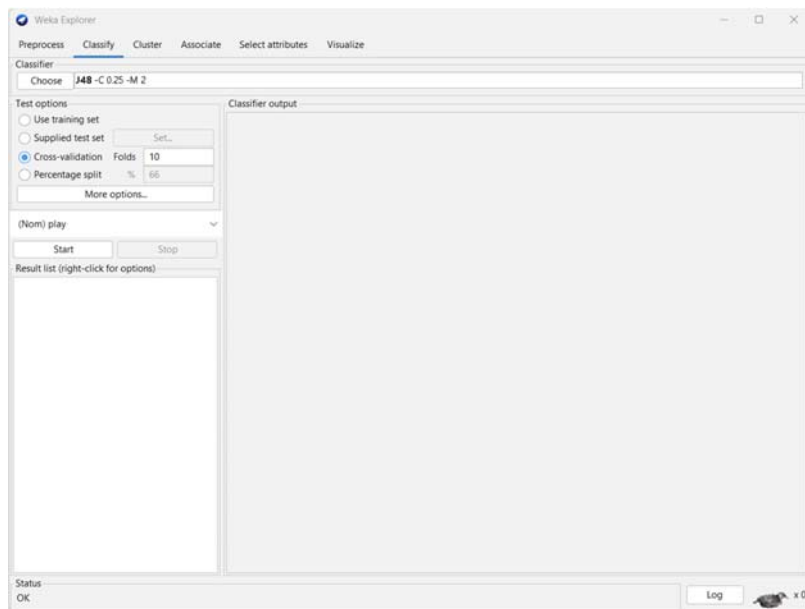 Weka Explorer
Preprocess Classify Cluster Associate Select attributes Visualize
Classifier
Choose J48 -C 0.25 -M 2
Test options
Use training set
Supplied test set Set...
Cross-validation Folds 10
Percentage split % 66
More options...
(Nom) play
Start Stop
Result list (right-click for options)
Classifier output
Status
OK
Log x 0